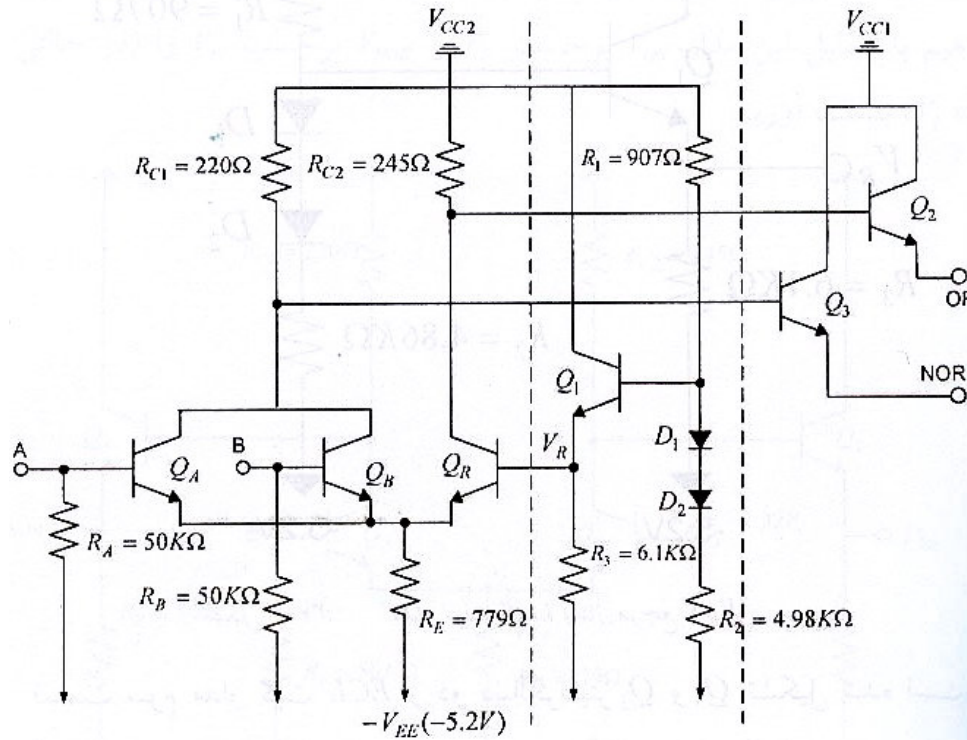 V_CC2
V_CC1
R_C1 = 220Ω
R_C2 = 245Ω
R_1 = 907Ω
Q_2
OR
Q_3
NOR
Q_1
A
B
Q_A
Q_B
Q_R
V_R
D_1
D_2
R_A = 50KΩ
R_B = 50KΩ
R_E = 779Ω
R_3 = 6.1KΩ
R_2 = 4.98KΩ
-V_EE(-5.2V)